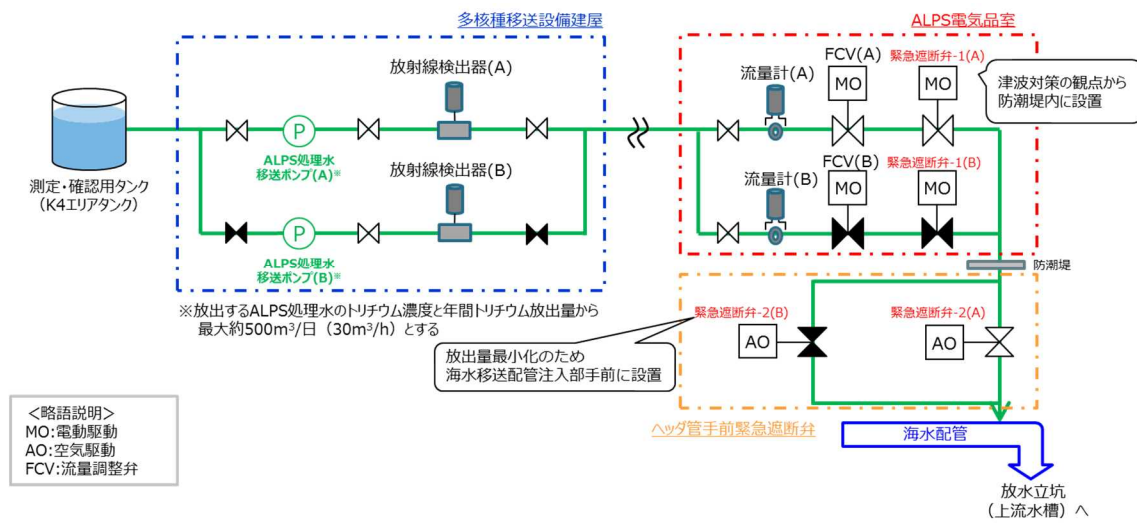 多核種移送設備建屋
ALPS電気品室
放射線検出器(A)
流量計(A)
FCV(A)
緊急遮断弁-1(A)
MO
MO
津波対策の観点から
防潮堤内に設置
P
ALPS処理水
移送ポンプ(A)※
測定・確認用タンク
(K4エリアタンク)
放射線検出器(B)
流量計(B)
FCV(B)
緊急遮断弁-1(B)
MO
MO
P
ALPS処理水
移送ポンプ(B)※
防潮堤
※放出するALPS処理水のトリチウム濃度と年間トリチウム放出量から
最大約500m³/日(30m³/h)とする
緊急遮断弁-2(B)
緊急遮断弁-2(A)
AO
AO
放出量最小化のため
海水移送配管注入部手前に設置
ヘッダ管手前緊急遮断弁
海水配管
放水立坑
(上流水槽)へ
<略語説明>
MO:電動駆動
AO:空気駆動
FCV:流量調整弁